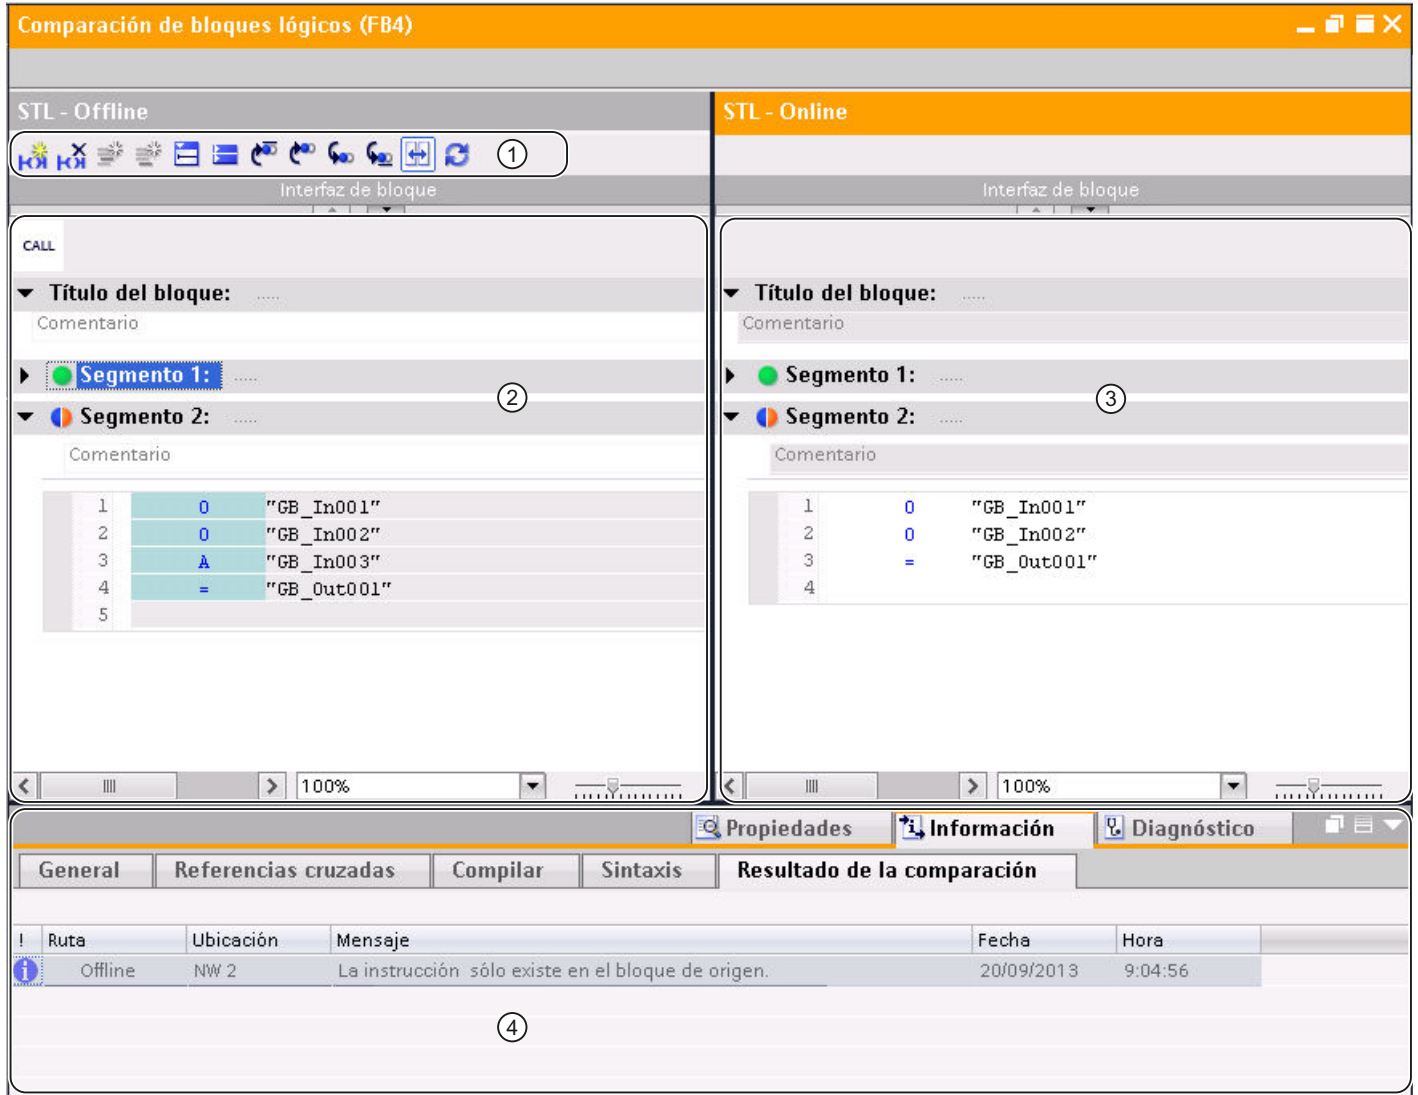 Comparación de bloques lógicos (FB4)
STL - Offline
STL - Online
1
Interfaz de bloque
Interfaz de bloque
CALL
Título del bloque: .....
Comentario
Segmento 1: .....
2
Segmento 2: .....
Comentario
1 O "GB_In001"
2 O "GB_In002"
3 A "GB_In003"
4 = "GB_Out001"
5
100%
Título del bloque: .....
Comentario
Segmento 1: .....
3
Segmento 2: .....
Comentario
1 O "GB_In001"
2 O "GB_In002"
3 = "GB_Out001"
4
100%
Propiedades Información Diagnóstico
General Referencias cruzadas Compilar Sintaxis Resultado de la comparación
! Ruta Ubicación Mensaje Fecha Hora
Offline NW 2 La instrucción sólo existe en el bloque de origen. 20/09/2013 9:04:56
4